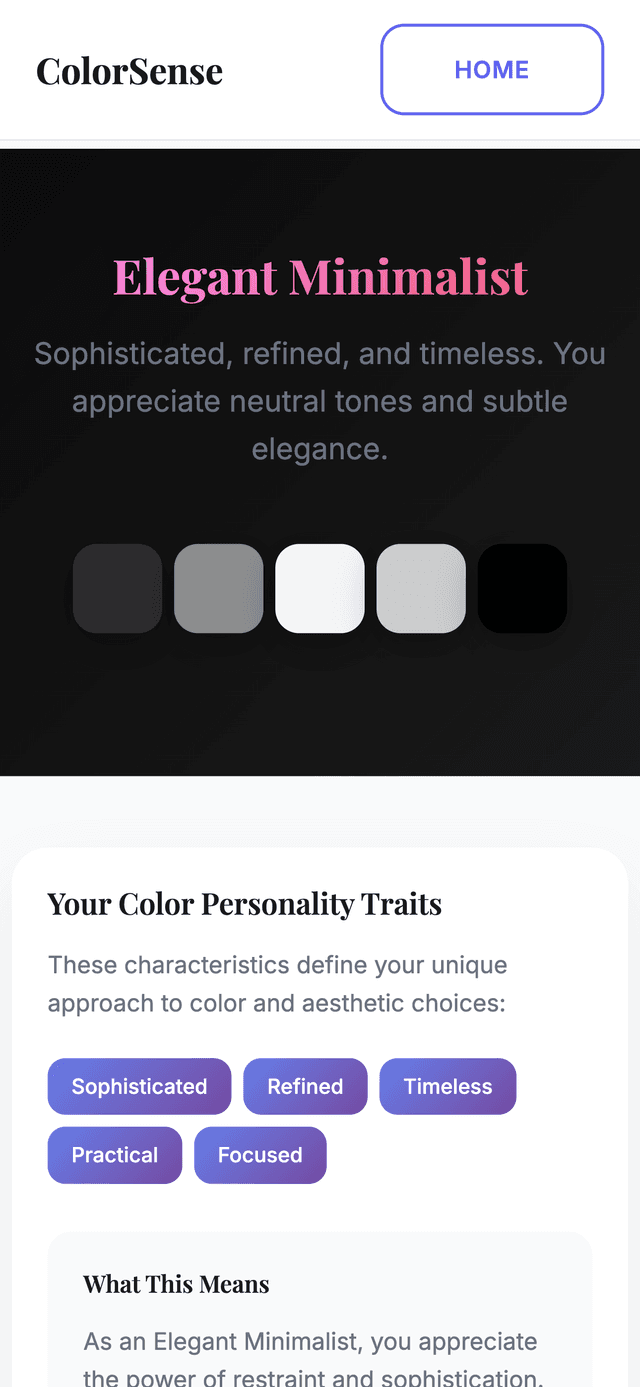 ColorSense
HOME
Elegant Minimalist
Sophisticated, refined, and timeless. You
appreciate neutral tones and subtle
elegance.
Your Color Personality Traits
These characteristics define your unique
approach to color and aesthetic choices:
Sophisticated
Refined
Timeless
Practical
Focused
What This Means
As an Elegant Minimalist, you appreciate
the power of restraint and sophistication.